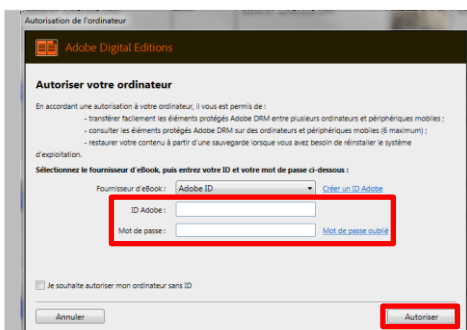 Autorisation de l'ordinateur
Adobe Digital Editions
Autoriser votre ordinateur
En accordant une autorisation à votre ordinateur, il vous est permis de :
- transférer facilement les éléments protégés Adobe DRM entre plusieurs ordinateurs et périphériques mobiles ;
- consulter les éléments protégés Adobe DRM sur des ordinateurs et périphériques mobiles (6 maximum) ;
- restaurer votre contenu à partir d'une sauvegarde lorsque vous avez besoin de réinstaller le système
d'exploitation.
Sélectionnez le fournisseur d'eBook, puis entrez votre ID et votre mot de passe ci-dessous :
Fournisseur d'eBook : Adobe ID Créer un ID Adobe
ID Adobe :
Mot de passe : Mot de passe oublié
Je souhaite autoriser mon ordinateur sans ID
Annuler Autoriser